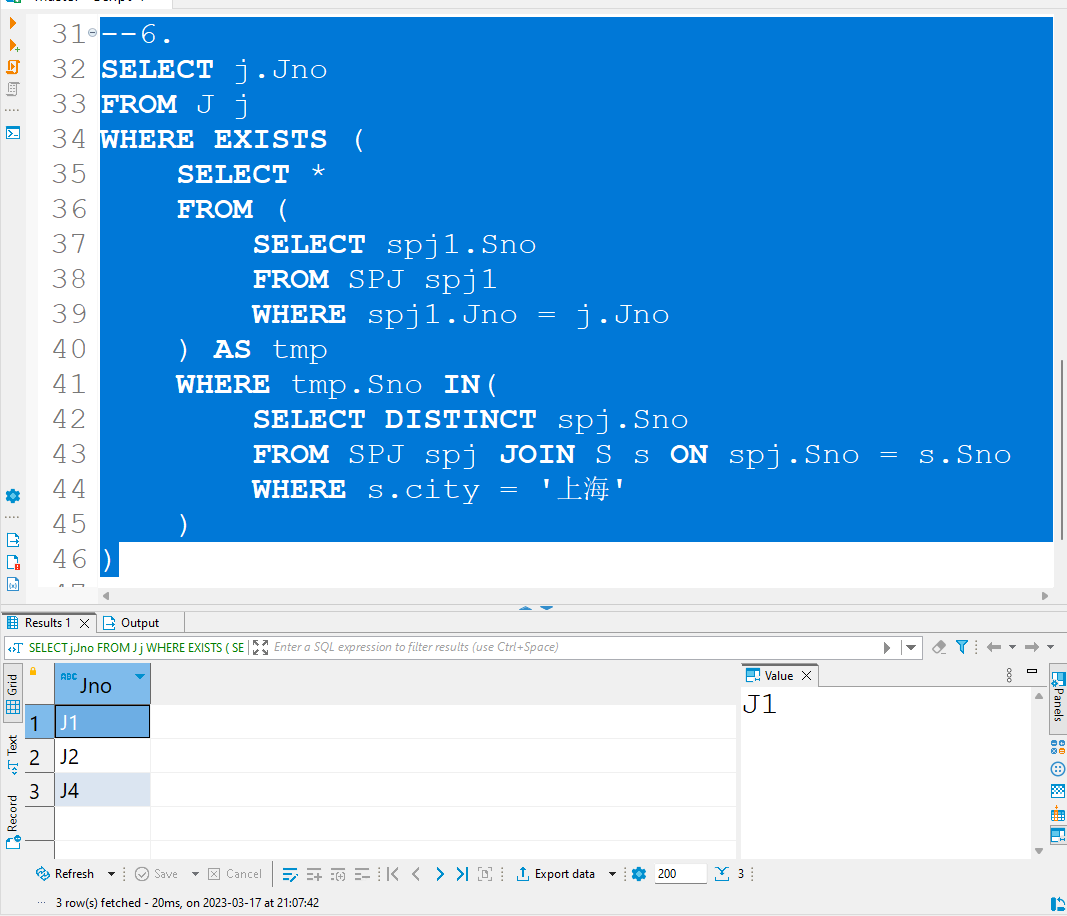 31 --6.
32 SELECT j.Jno
33 FROM J j
34 WHERE EXISTS (
35 SELECT *
36 FROM (
37 SELECT spj1.Sno
38 FROM SPJ spj1
39 WHERE spj1.Jno = j.Jno
40 ) AS tmp
41 WHERE tmp.Sno IN(
42 SELECT DISTINCT spj.Sno
43 FROM SPJ spj JOIN S s ON spj.Sno = s.Sno
44 WHERE s.city = '上海'
45 )
46 )
Results 1 Output
SELECT j.Jno FROM J j WHERE EXISTS ( SE Enter a SQL expression to filter results (use Ctrl+Space)
Grid
Text
Record
ABC Jno
1 J1
2 J2
3 J4
Value
J1
Panels
Refresh Save Cancel Export data 200 3
3 row(s) fetched - 20ms, on 2023-03-17 at 21:07:42